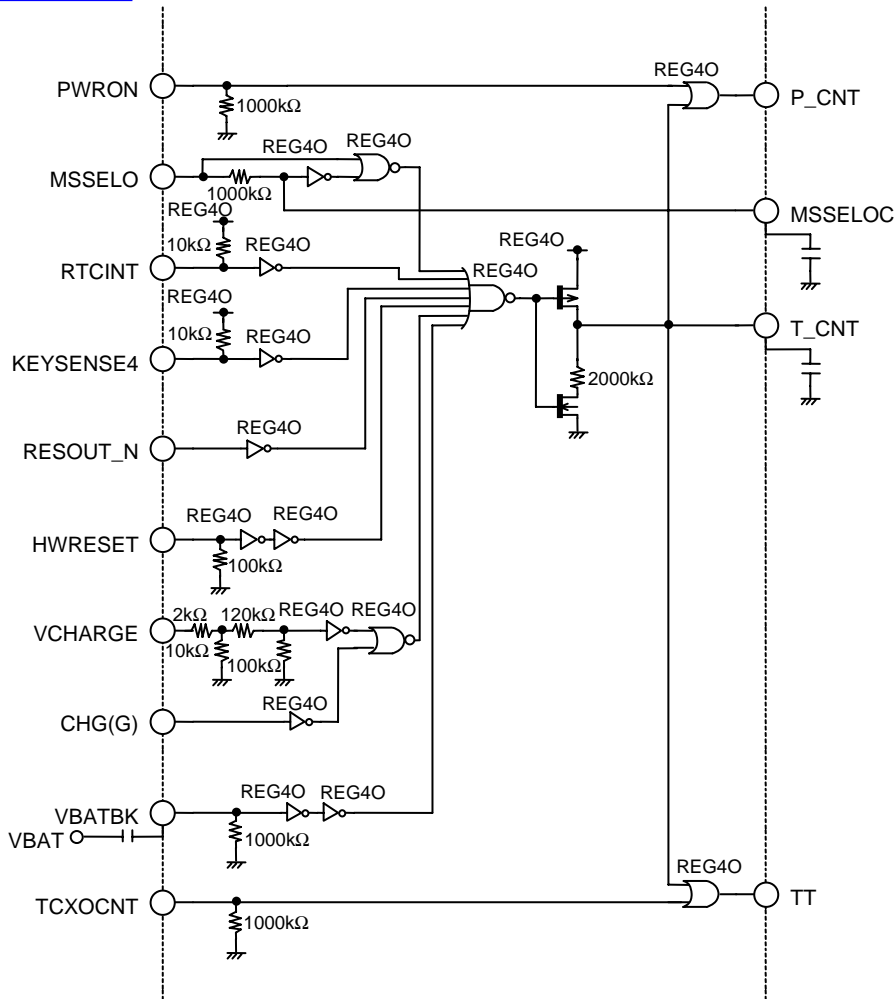 REG4O
PWRON
P_CNT
1000kΩ
REG4O
REG4O
MSSELO
1000kΩ
MSSELOC
REG4O
10kΩ
REG4O
REG4O
RTCINT
REG4O
REG4O
10kΩ
REG4O
T_CNT
KEYSENSE4
2000kΩ
REG4O
RESOUT_N
REG4O
REG4O
HWRESET
100kΩ
2kΩ
120kΩ
REG4O
REG4O
VCHARGE
10kΩ
100kΩ
REG4O
CHG(G)
REG4O
REG4O
VBATBK
VBAT
1000kΩ
REG4O
TCXOCNT
TT
1000kΩ